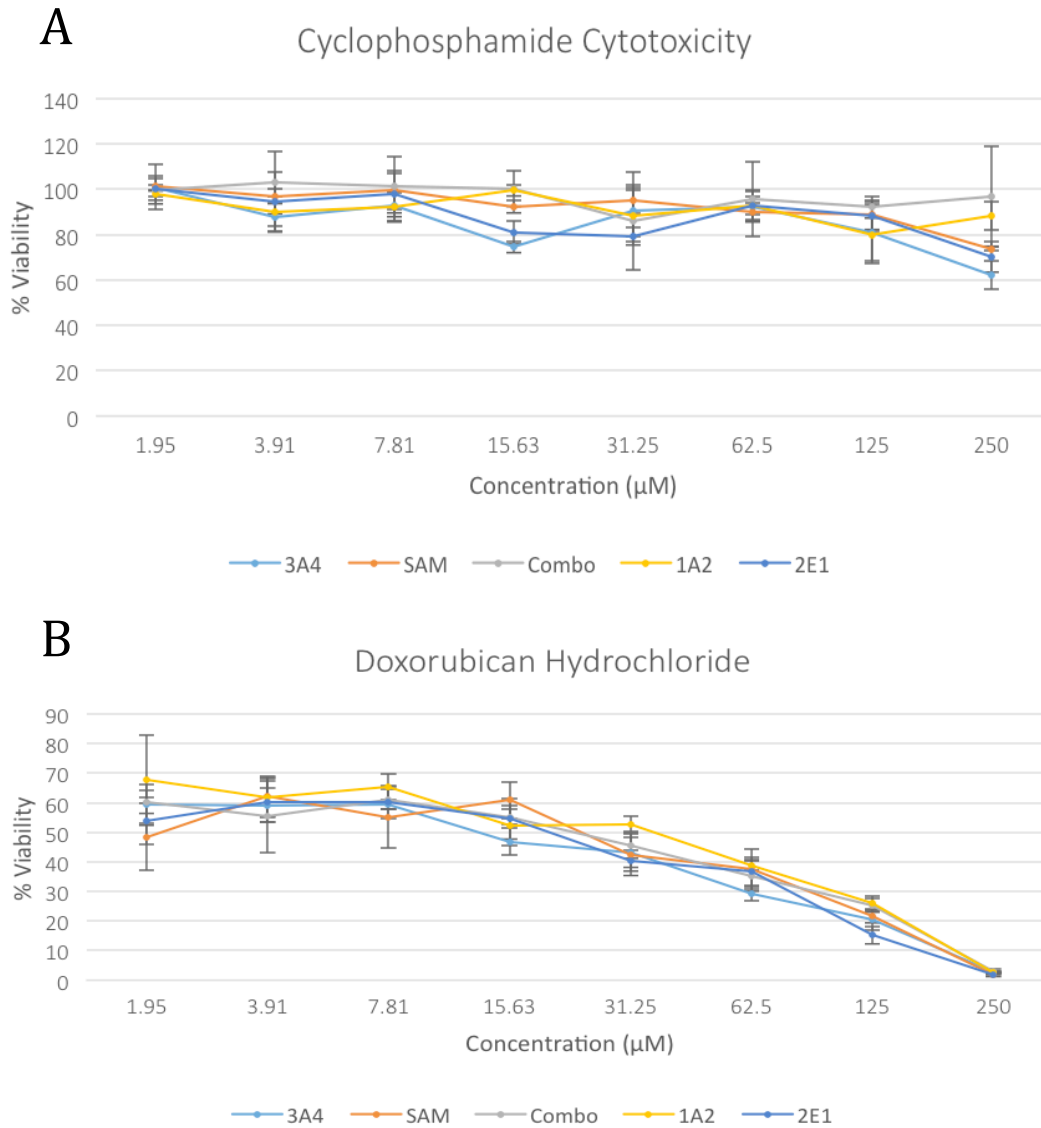 A
Cyclophosphamide Cytotoxicity
140
120
100
80
60
40
20
0
% Viability
1.95 3.91 7.81 15.63 31.25 62.5 125 250
Concentration (µM)
3A4 SAM Combo 1A2 2E1
B
Doxorubican Hydrochloride
90
80
70
60
50
40
30
20
10
0
% Viability
1.95 3.91 7.81 15.63 31.25 62.5 125 250
Concentration (µM)
3A4 SAM Combo 1A2 2E1